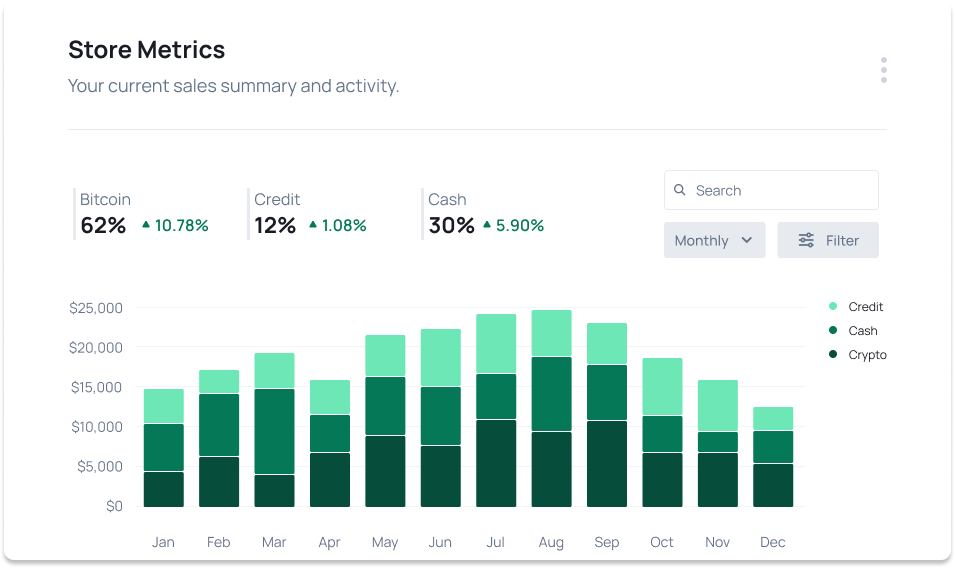 Store Metrics
Your current sales summary and activity.
Bitcoin
62% 10.78%
Credit
12% 1.08%
Cash
30% 5.90%
Search
Monthly
Filter
$25,000
$20,000
$15,000
$10,000
$5,000
$0
Jan Feb Mar Apr May Jun Jul Aug Sep Oct Nov Dec
Credit
Cash
Crypto